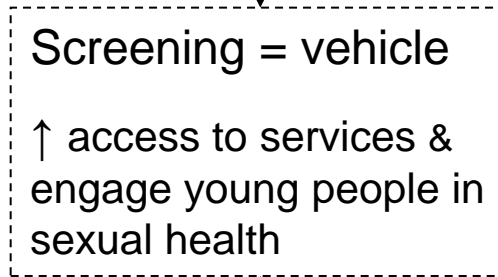 Screening = vehicle
↑ access to services &
engage young people in
sexual health